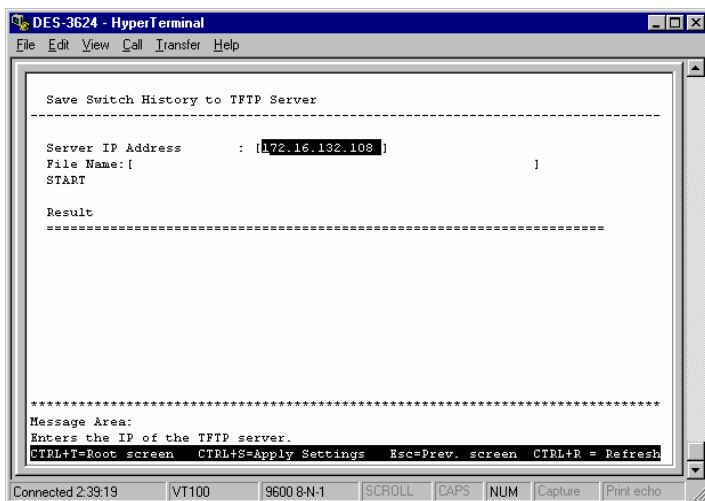 DES-3624 - HyperTerminal
File Edit View Call Transfer Help
Save Switch History to TFTP Server
--------------------------------------------------------------------------------
Server IP Address : [172.16.132.108 ]
File Name:[ ]
START
Result
======================================================================
********************************************************************************
Message Area:
Enters the IP of the TFTP server.
CTRL+T=Root screen CTRL+S=Apply Settings Esc=Prev. screen CTRL+R = Refresh
Connected 2:39:19 VT100 9600 8-N-1 SCROLL CAPS NUM Capture Print echo